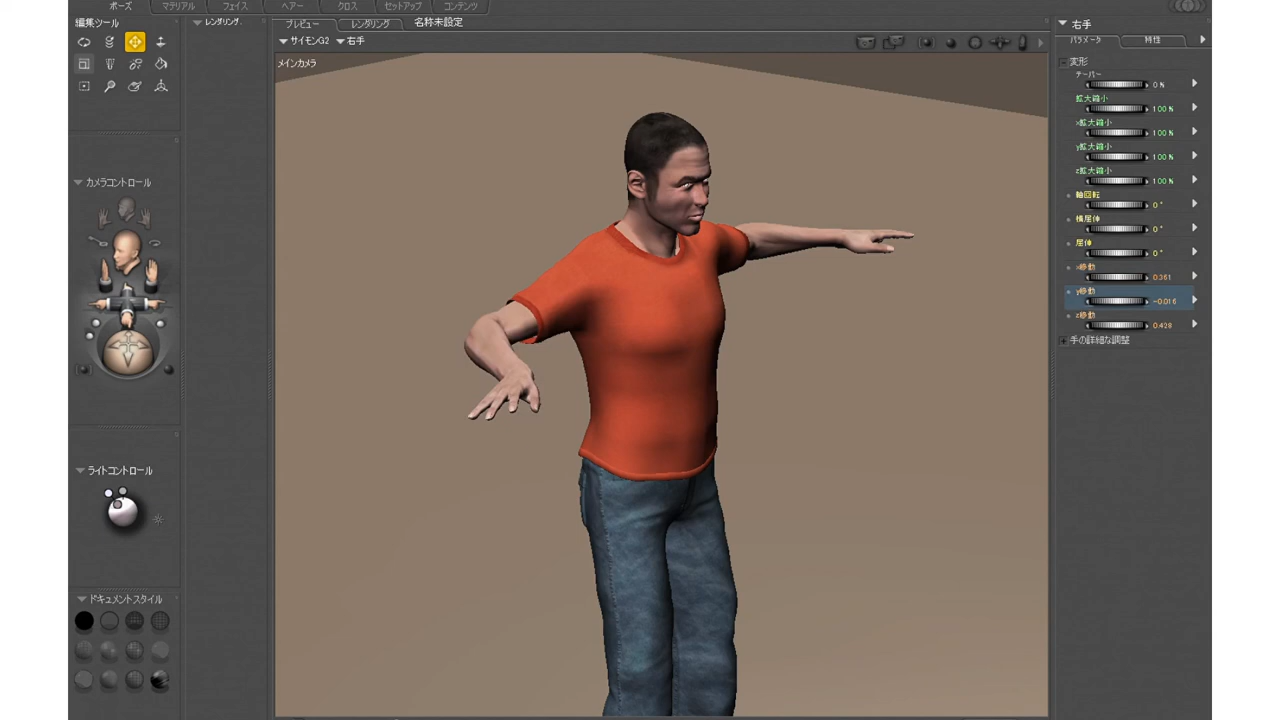 ポーズ
マテリアル
フェイス
ヘアー
クロス
セットアップ
コンテンツ
編集ツール
レンダリング
プレビュー
レンダリング
名称未設定
サイモンG2
右手
メインカメラ
カメラコントロール
ライトコントロール
ドキュメントスタイル
右手
パラメータ
特性
変形
テーパー
0 %
拡大縮小
100 %
x拡大縮小
100 %
y拡大縮小
100 %
z拡大縮小
100 %
軸回転
0 °
横屈伸
0 °
屈伸
0 °
x移動
0.361
y移動
-0.016
z移動
0.428
手の詳細な調整